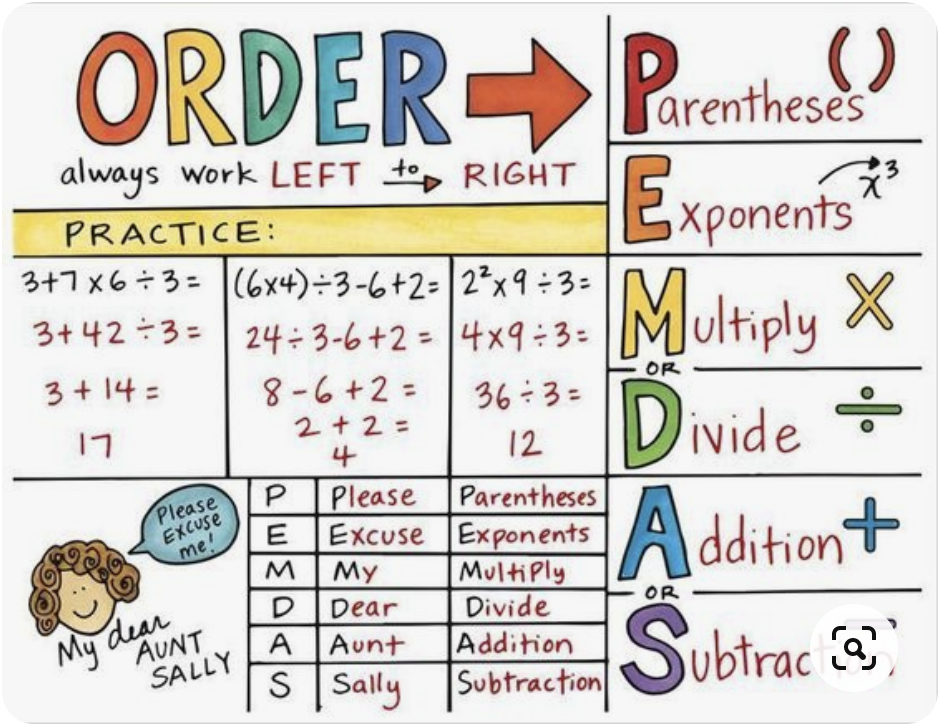 ORDER
always work LEFT to RIGHT
PRACTICE:
3+7x6÷3=
3+42÷3=
3+14=
17
(6x4)÷3-6+2=
24÷3-6+2=
8-6+2=
2+2=
4
2²x9÷3=
4x9÷3=
36÷3=
12
Please
Excuse
me!
My dear
AUNT
SALLY
P Please Parentheses
E Excuse Exponents
M My MultiPly
D Dear Divide
A Aunt Addition
S Sally Subtraction
Parentheses ( )
Exponents x³
Multiply X
OR
Divide ÷
Addition +
OR